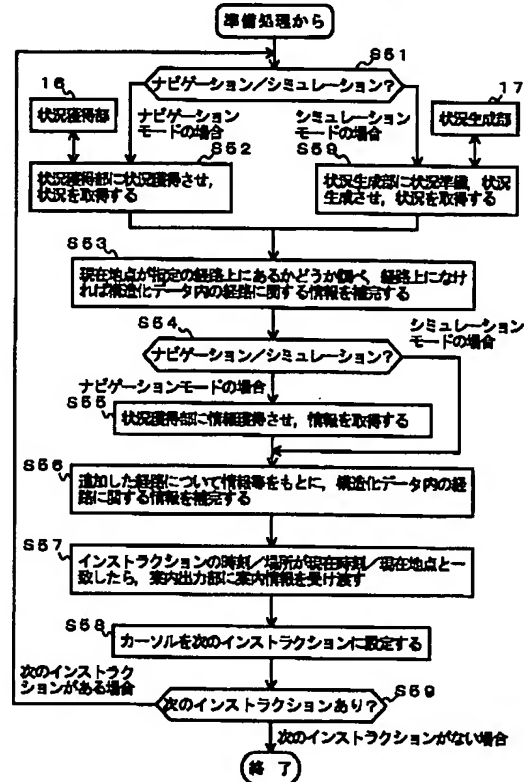 準備処理から
S51
ナビゲーション/シミュレーション?
16
状況獲得部
ナビゲーション
モードの場合
シミュレーション
モードの場合
17
状況生成部
S52
状況獲得部に状況獲得させ,
状況を取得する
S59
状況生成部に状況準備, 状況
生成させ, 状況を取得する
S53
現在地点が指定の経路上にあるかどうか調べ, 経路上になけ
れば構造化データ内の経路に関する情報を補完する
S54
ナビゲーション/シミュレーション?
シミュレーション
モードの場合
ナビゲーションモードの場合
S55
状況獲得部に情報獲得させ, 情報を取得する
S56
追加した経路について情報等をもとに, 構造化データ内の経
路に関する情報を補完する
S57
インストラクションの時刻/場所が現在時刻/現在地点と一
致したら, 案内出力部に案内情報を受け渡す
S58
カーソルを次のインストラクションに設定する
次のインストラク
ションがある場合
S59
次のインストラクションあり?
次のインストラクションがない場合
終了